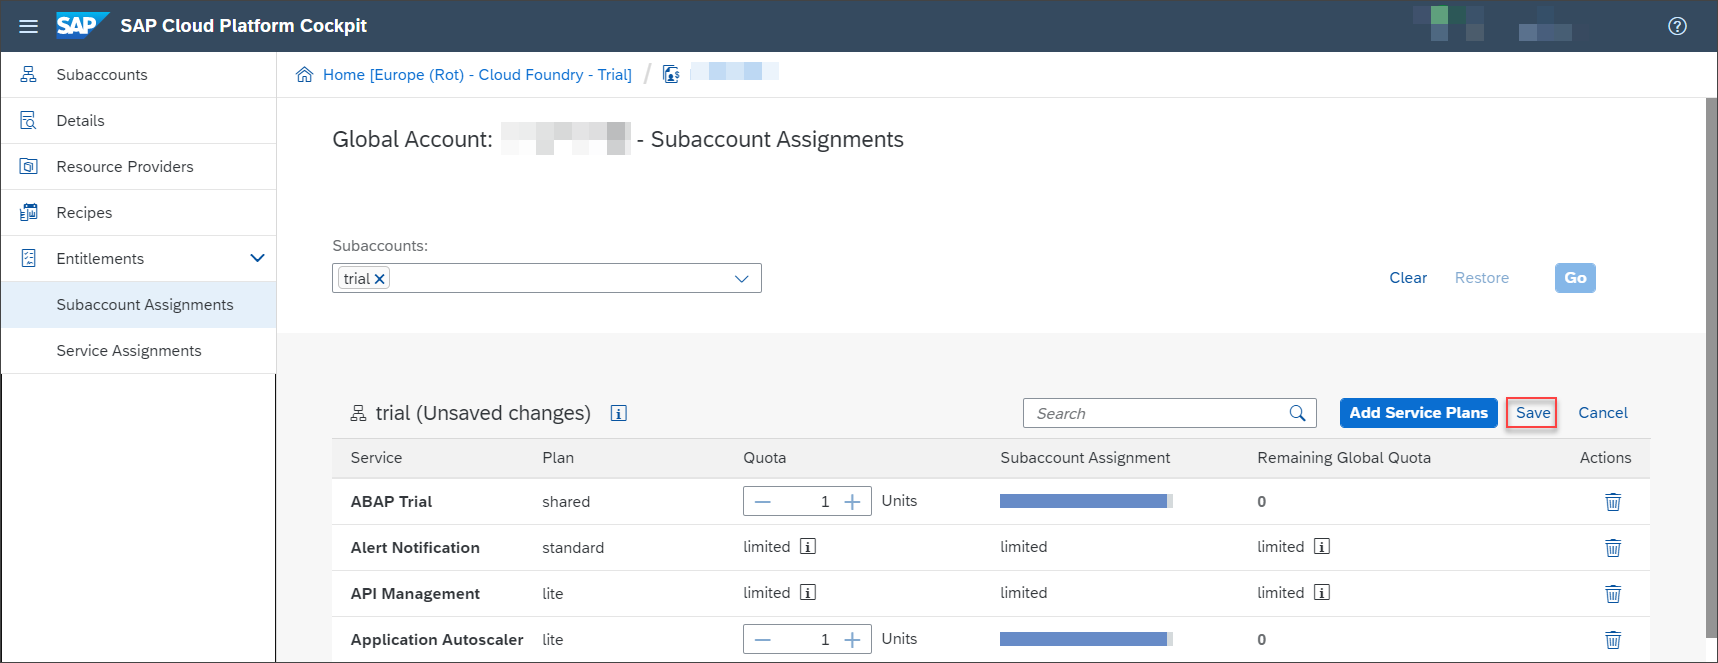 SAP SAP Cloud Platform Cockpit
Subaccounts
Details
Resource Providers
Recipes
Entitlements
Subaccount Assignments
Service Assignments
Home [Europe (Rot) - Cloud Foundry - Trial] /
Global Account: - Subaccount Assignments
Subaccounts:
trial
Clear Restore Go
trial (Unsaved changes) Search Add Service Plans Save Cancel
Service Plan Quota Subaccount Assignment Remaining Global Quota Actions
ABAP Trial shared 1 Units 0
Alert Notification standard limited limited limited
API Management lite limited limited limited
Application Autoscaler lite 1 Units 0